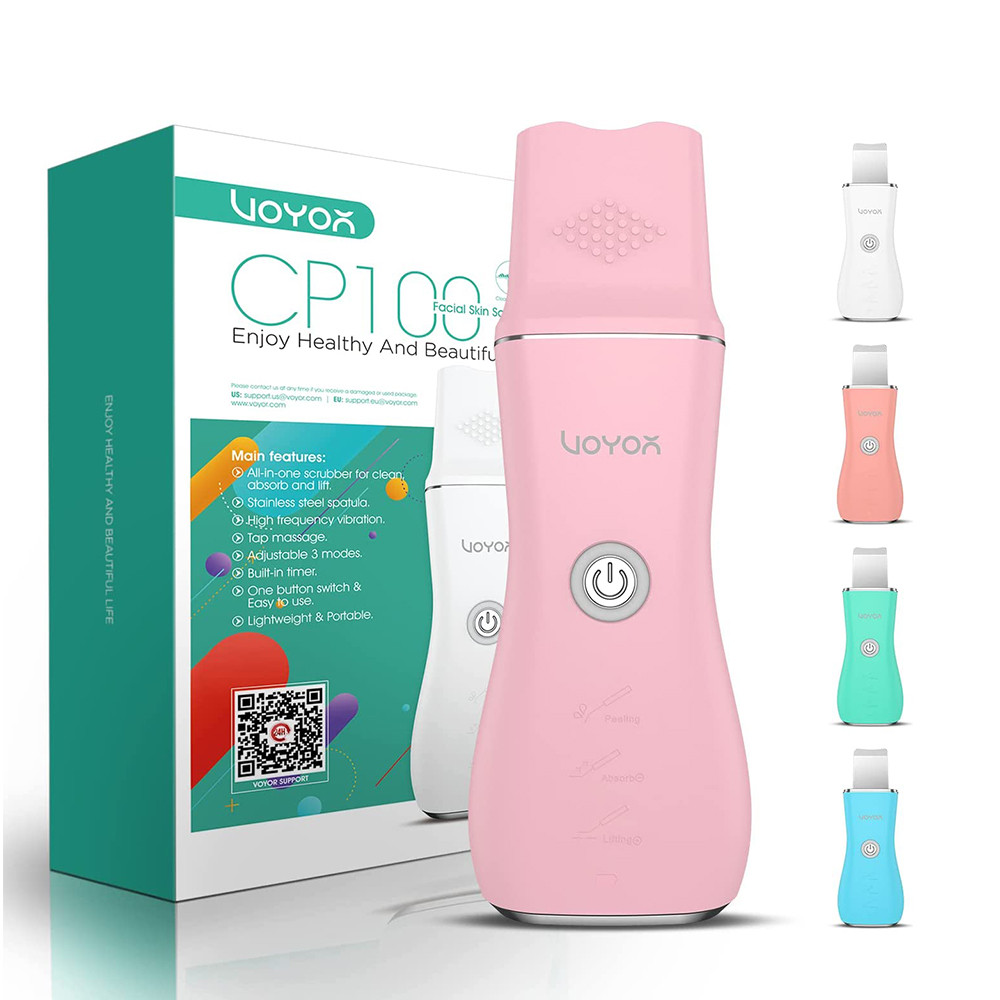 VOYOR
CP100
Facial Skin
Enjoy Healthy And
Please contact us at any time if you receive a damaged or used package.
US: support.us@voyor.com | EU: support-eu@voyor.com
www.voyor.com
Main features:
All-in-one scrubber for clean,
absorb and lift.
Stainless steel spatula.
High frequency vibration.
Tap massage.
Adjustable 3 modes.
Built-in timer.
One button switch &
Easy to use.
Lightweight & Portable.
24H
VOYOR SUPPORT
ENJOY HEALTHY AND BEAUTIFUL LIFE
VOYOR
VOYOR
Peeling
Absorb
Lifting
VOYOR
VOYOR
VOYOR
VOYOR